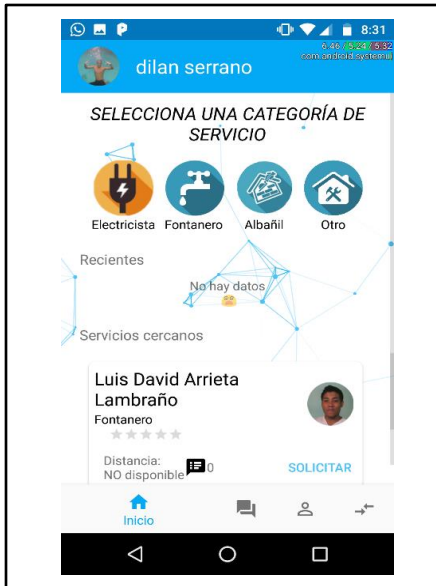 8:31
6.46 / 5.24 / 5.32
com.android.systemui
dilan serrano
SELECCIONA UNA CATEGORÍA DE
SERVICIO
Electricista Fontanero Albañil Otro
Recientes
No hay datos
Servicios cercanos
Luis David Arrieta
Lambraño
Fontanero
Distancia:
NO disponible 0 SOLICITAR
Inicio